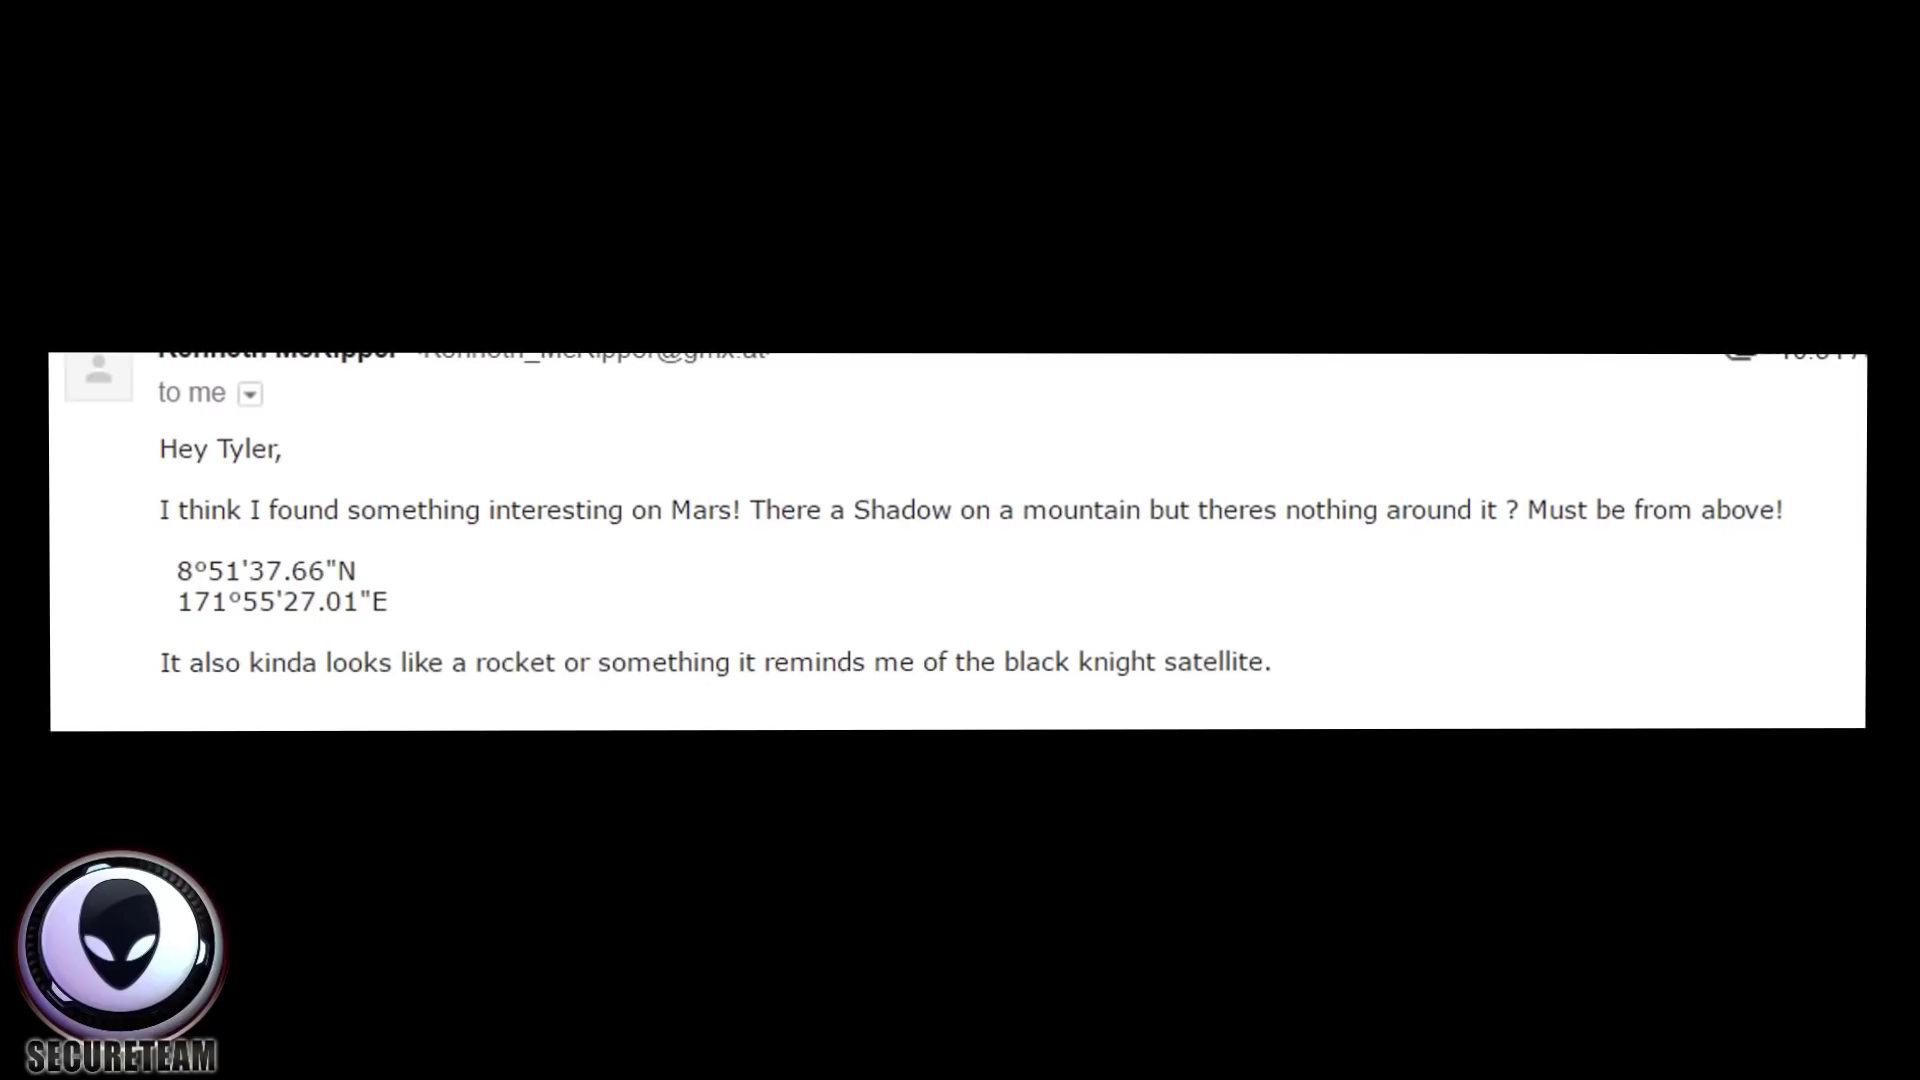 to me
Hey Tyler,
I think I found something interesting on Mars! There a Shadow on a mountain but theres nothing around it ? Must be from above!
8°51'37.66"N
171°55'27.01"E
It also kinda looks like a rocket or something it reminds me of the black knight satellite.
SECURETEAM